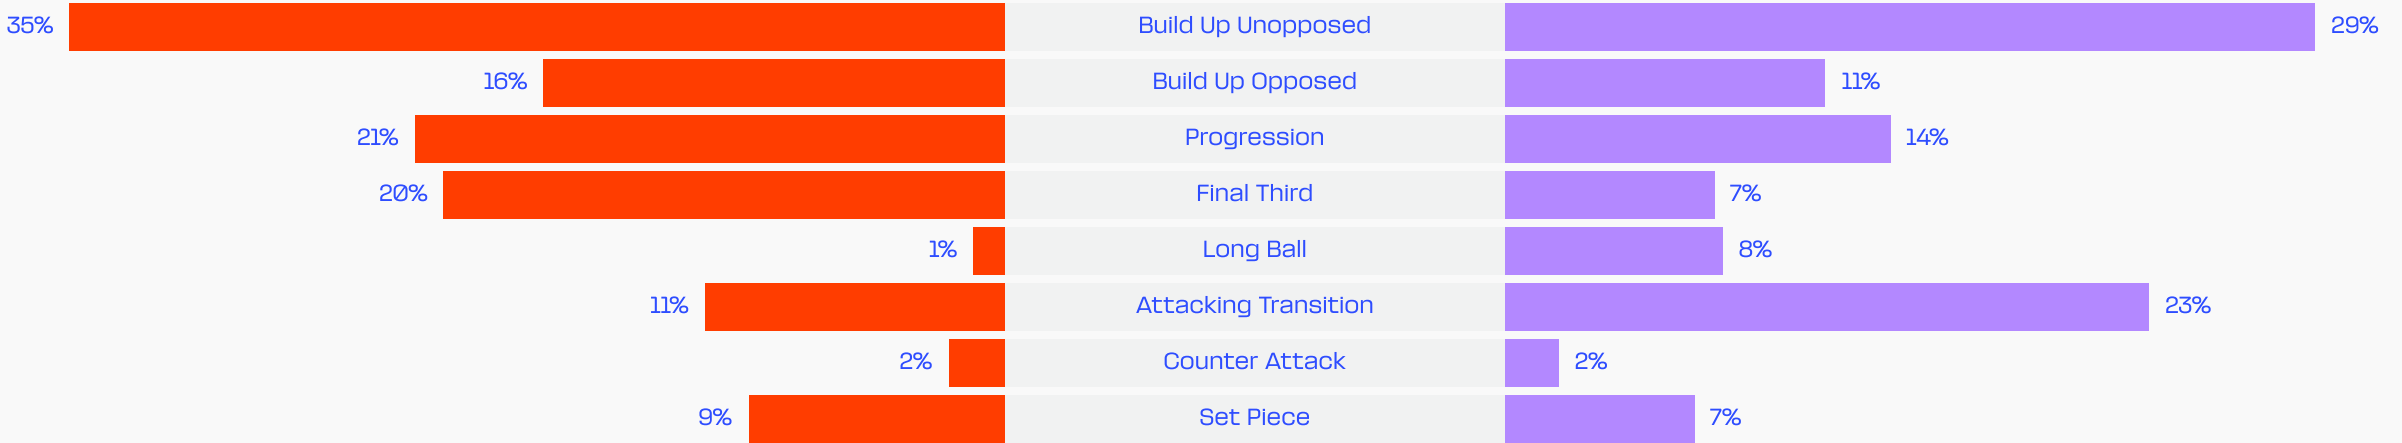 35% Build Up Unopposed 29%
16% Build Up Opposed 11%
21% Progression 14%
20% Final Third 7%
1% Long Ball 8%
11% Attacking Transition 23%
2% Counter Attack 2%
9% Set Piece 7%